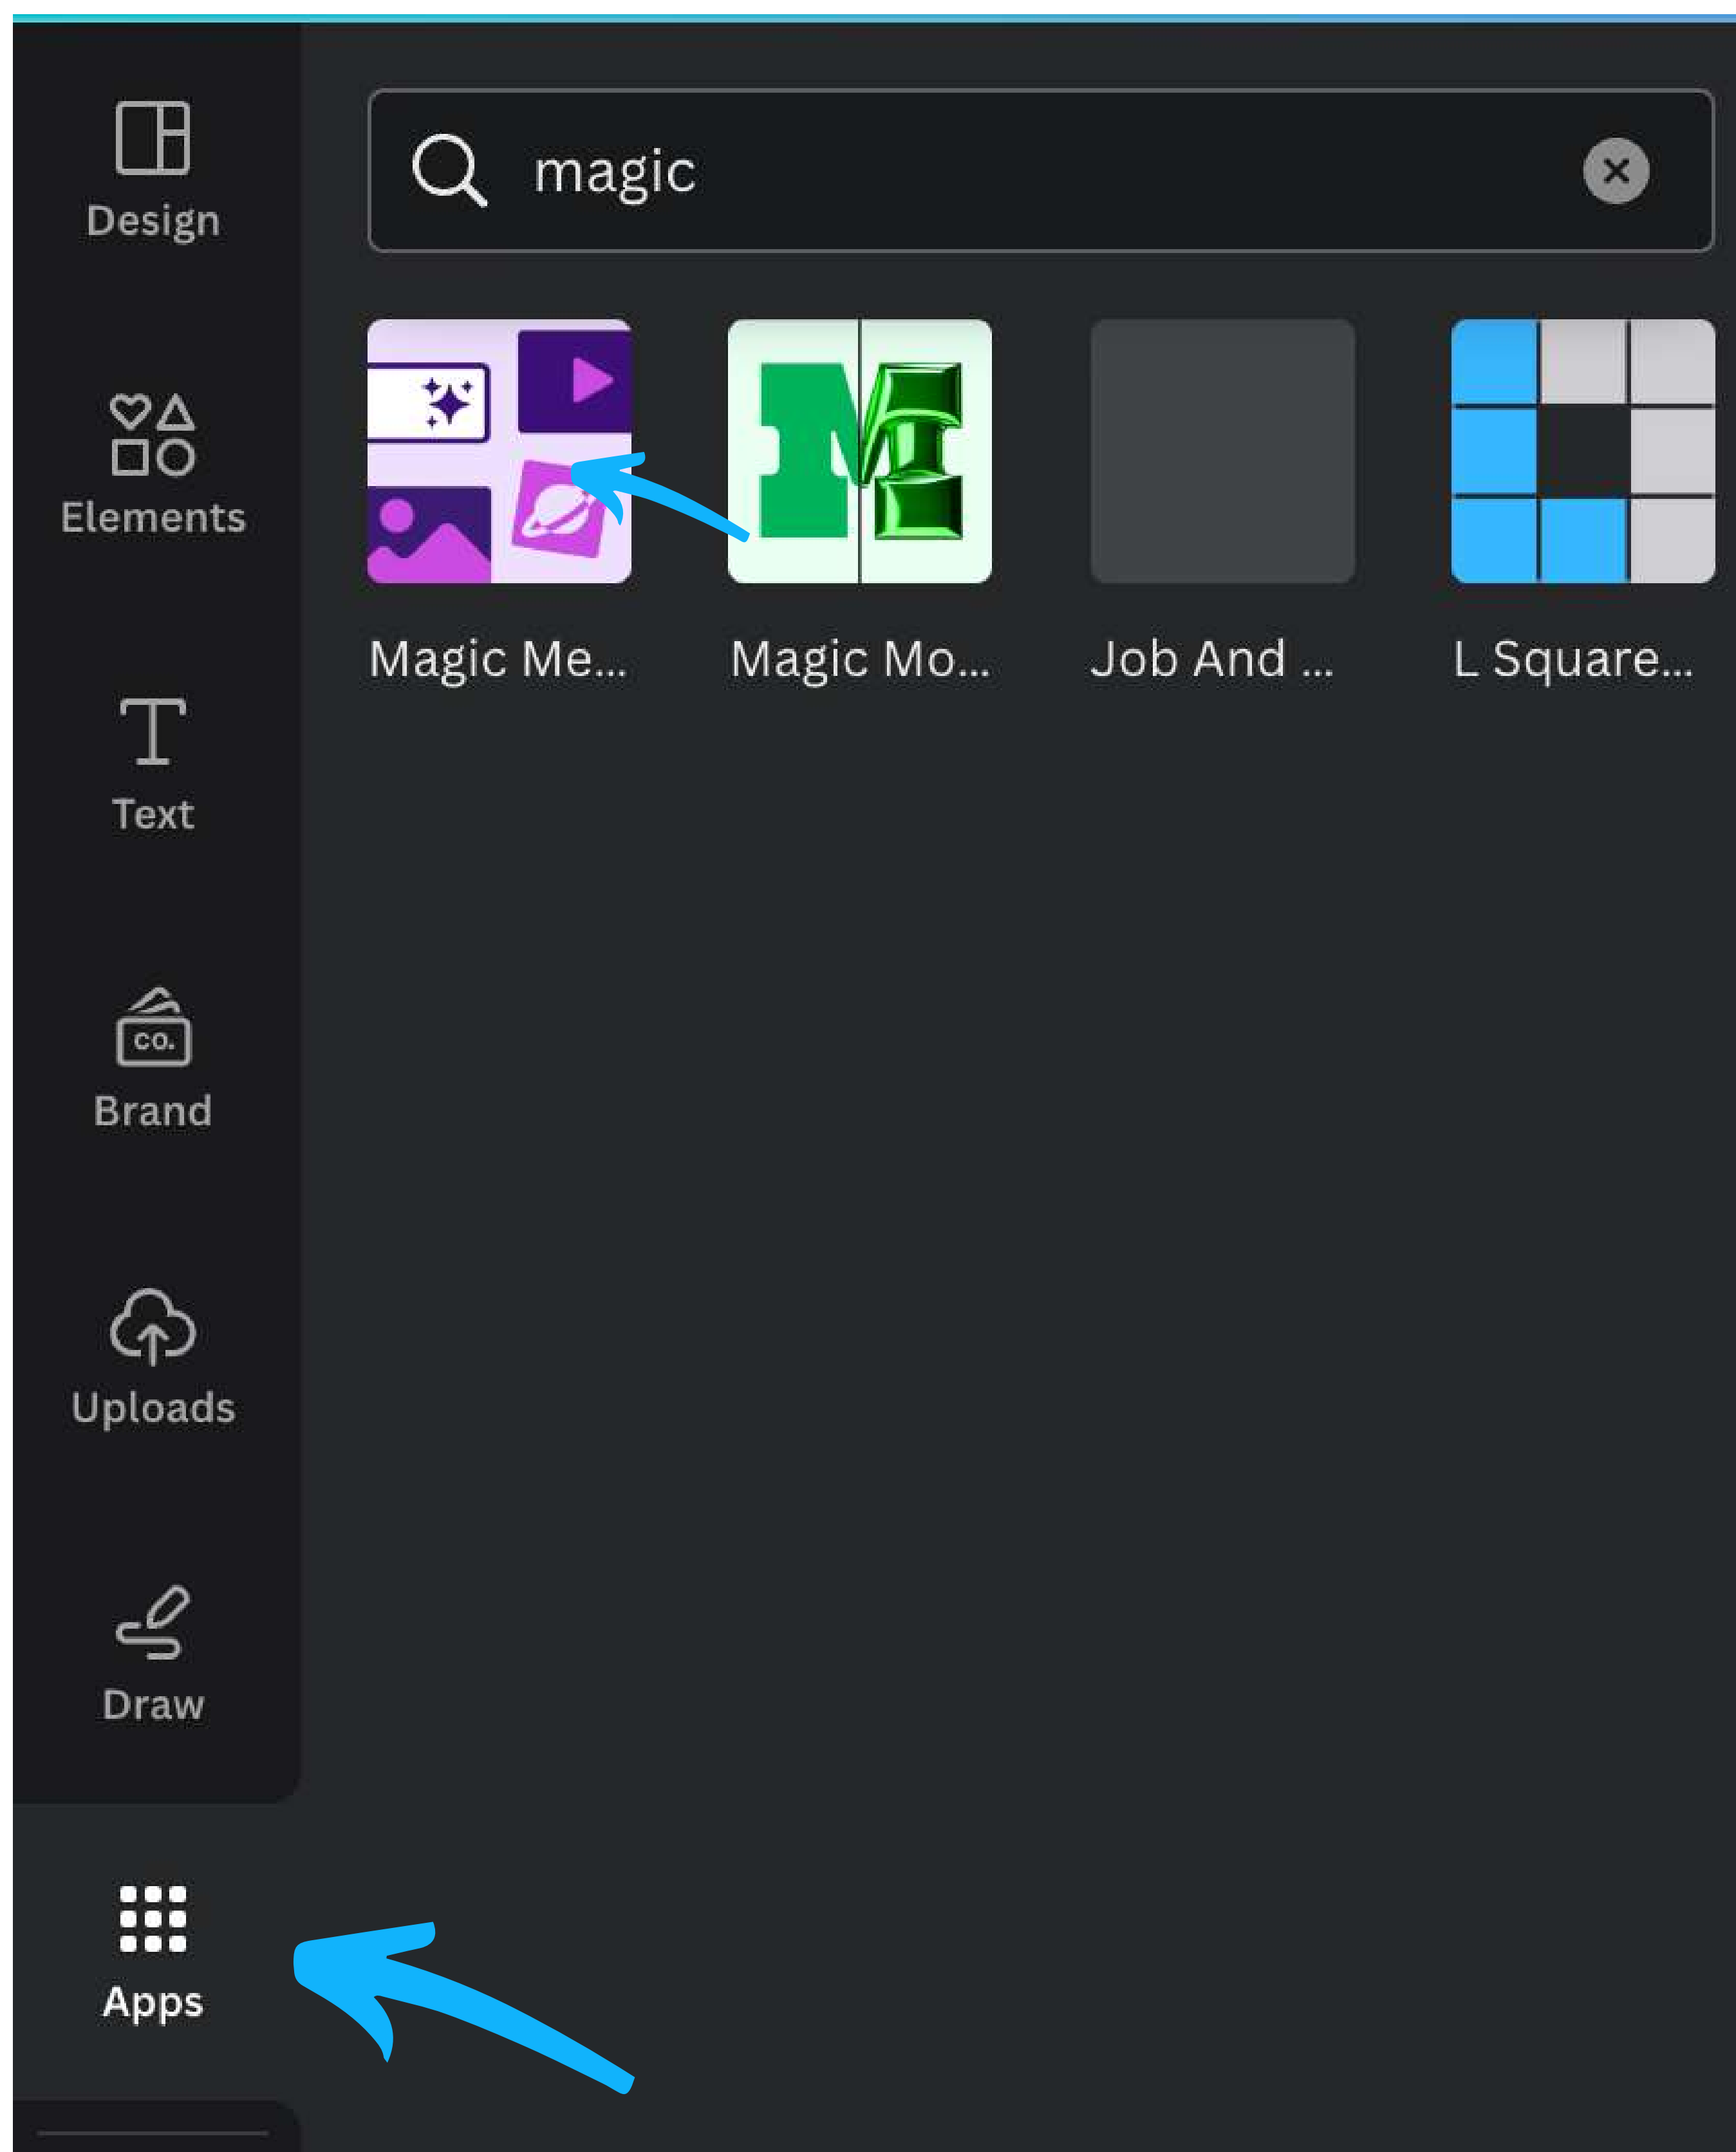 magic
Magic Me...
Magic Mo...
Job And ...
L Square...
Design
Elements
Text
CO.
Brand
Uploads
Draw
Apps